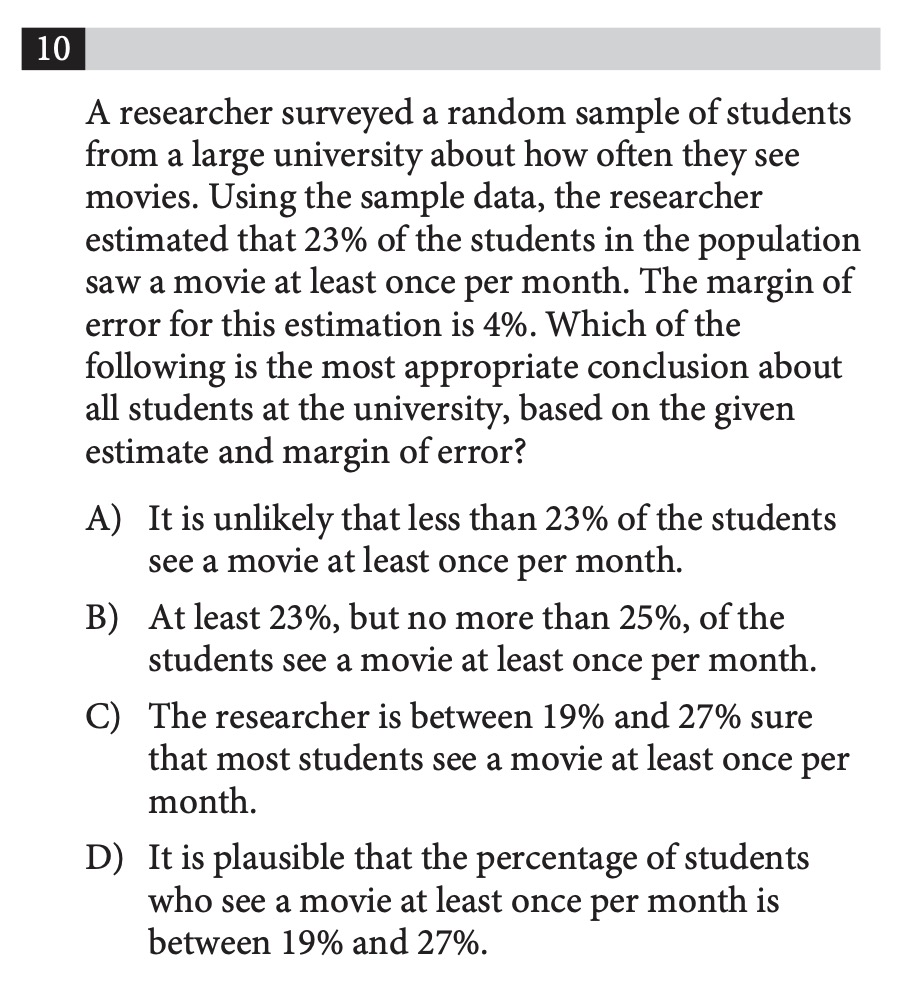 10
A researcher surveyed a random sample of students
from a large university about how often they see
movies. Using the sample data, the researcher
estimated that 23% of the students in the population
saw a movie at least once per month. The margin of
error for this estimation is 4%. Which of the
following is the most appropriate conclusion about
all students at the university, based on the given
estimate and margin of error?
A) It is unlikely that less than 23% of the students
see a movie at least once per month.
B) At least 23%, but no more than 25%, of the
students see a movie at least once per month.
C) The researcher is between 19% and 27% sure
that most students see a movie at least once per
month.
D) It is plausible that the percentage of students
who see a movie at least once per month is
between 19% and 27%.